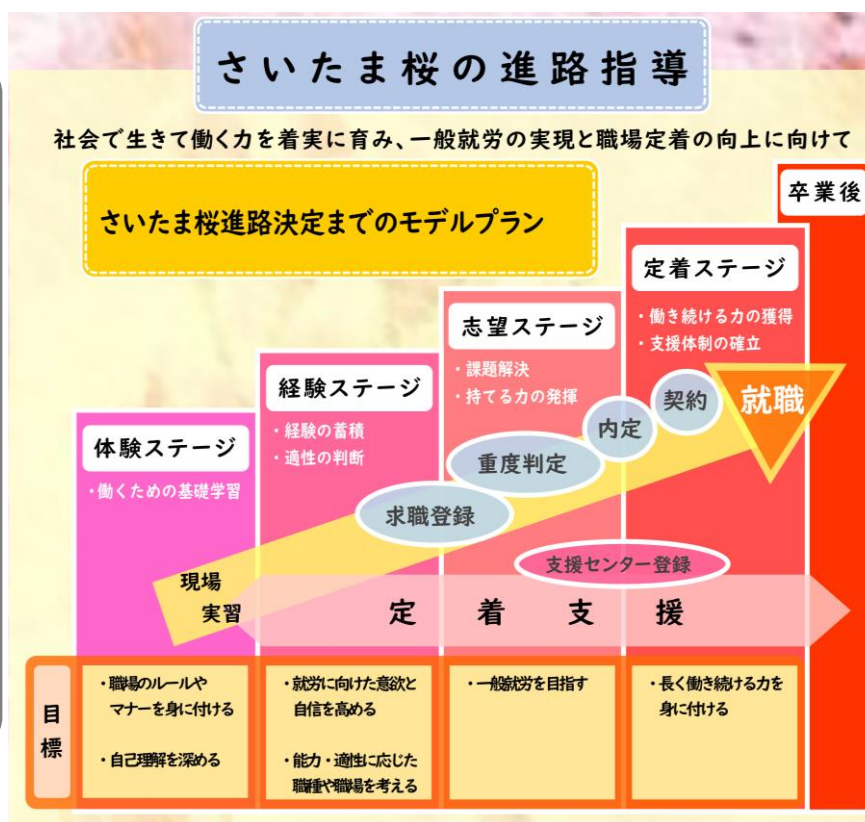 さいたま桜の進路指導
社会で生きて働く力を着実に育み、一般就労の実現と職場定着の向上に向けて
さいたま桜進路決定までのモデルプラン
体験ステージ
・働くための基礎学習
経験ステージ
・経験の蓄積
・適性の判断
志望ステージ
・課題解決
・持てる力の発揮
定着ステージ
・働き続ける力の獲得
・支援体制の確立
卒業後
現場
実習
求職登録
重度判定
内定
契約
就職
支援センター登録
定着支援
目標
・職場のルールや
マナーを身に付ける
・自己理解を深める
・就労に向けた意欲と
自信を高める
・能力・適性に応じた
職種や職場を考える
・一般就労を目指す
・長く働き続ける力を
身に付ける